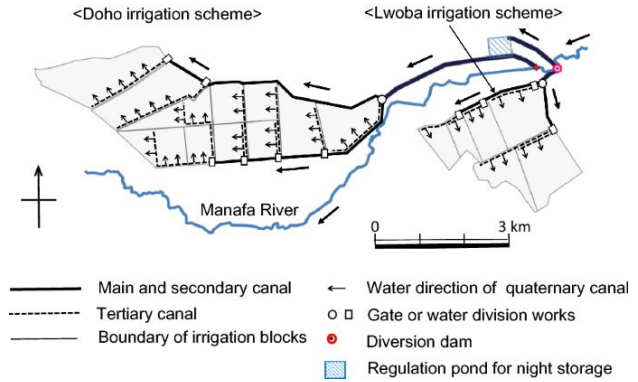 <Doho irrigation scheme>
<Lwoba irrigation scheme>
Manafa River
0
3 km
Main and secondary canal
Tertiary canal
Boundary of irrigation blocks
Water direction of quaternary canal
Gate or water division works
Diversion dam
Regulation pond for night storage